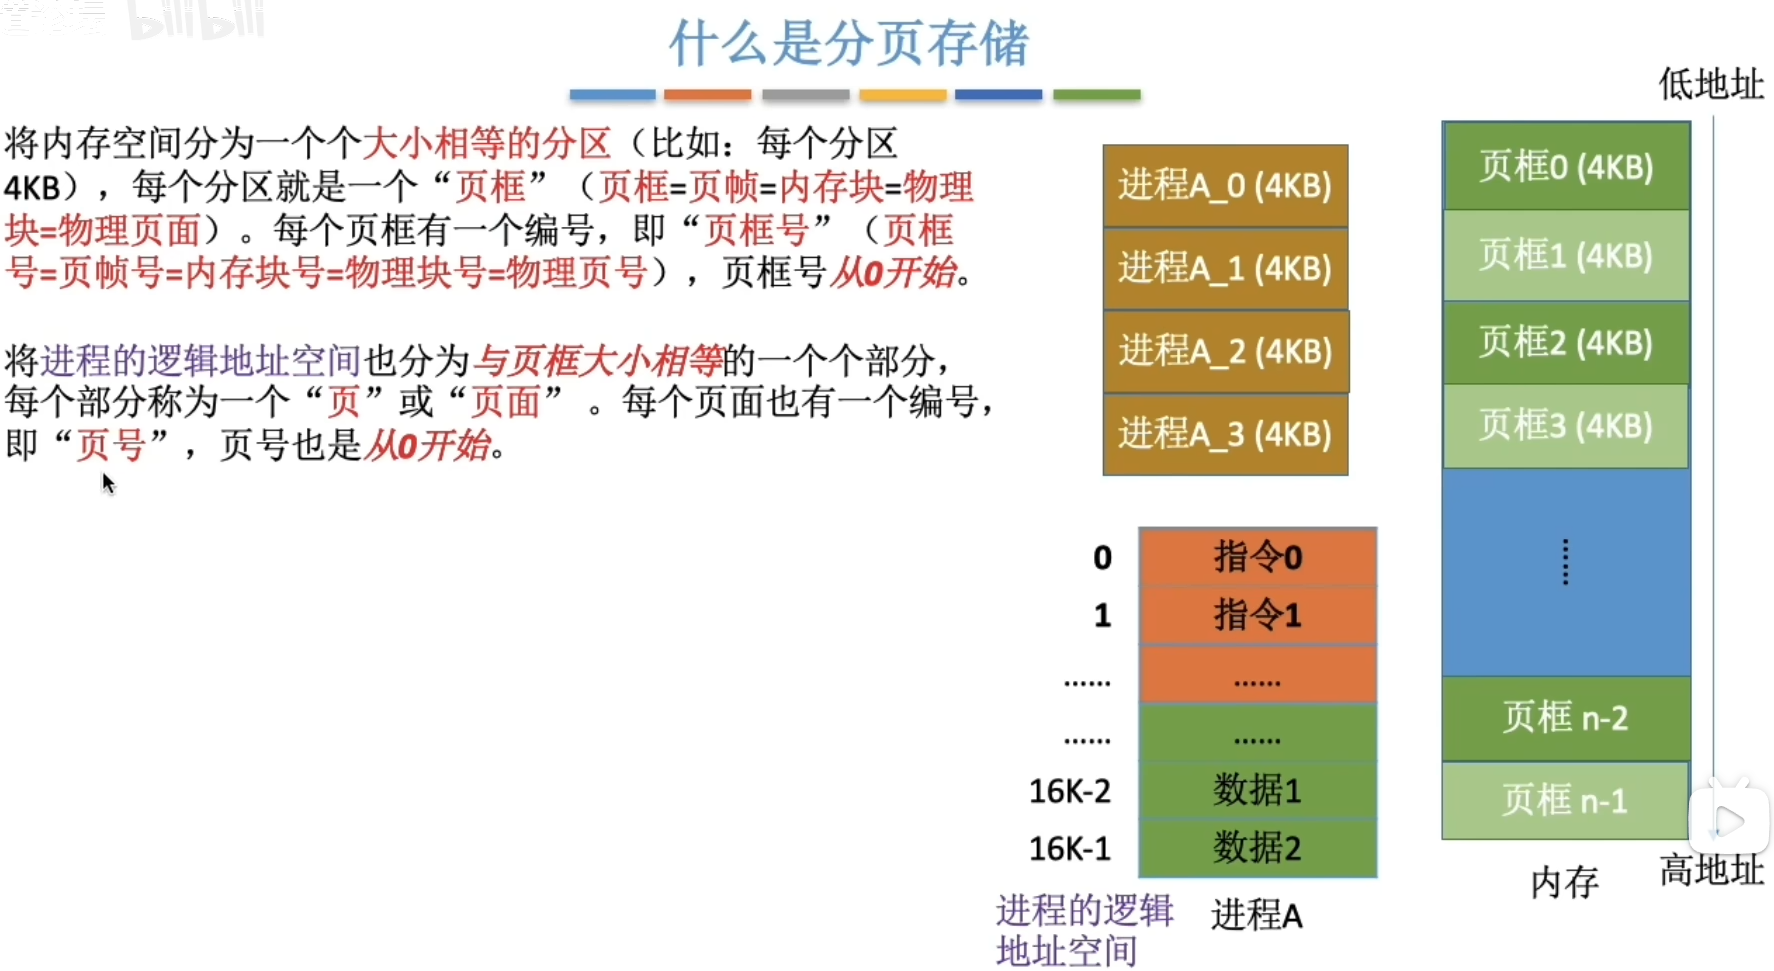 bilibili
什么是分页存储
将内存空间分为一个个大小相等的分区（比如：每个分区
4KB），每个分区就是一个“页框”（页框=页帧=内存块=物理
块=物理页面）。每个页框有一个编号，即“页框号”（页框
号=页帧号=内存块号=物理块号=物理页号），页框号从0开始。
将进程的逻辑地址空间也分为与页框大小相等的一个个部分，
每个部分称为一个“页”或“页面” 。每个页面也有一个编号，
即“页号”，页号也是从0开始。
进程A_0 (4KB)
进程A_1 (4KB)
进程A_2 (4KB)
进程A_3 (4KB)
0 指令0
1 指令1
...... ......
...... ......
16K-2 数据1
16K-1 数据2
进程的逻辑
地址空间
进程A
低地址
页框0 (4KB)
页框1 (4KB)
页框2 (4KB)
页框3 (4KB)
......
页框 n-2
页框 n-1
内存
高地址